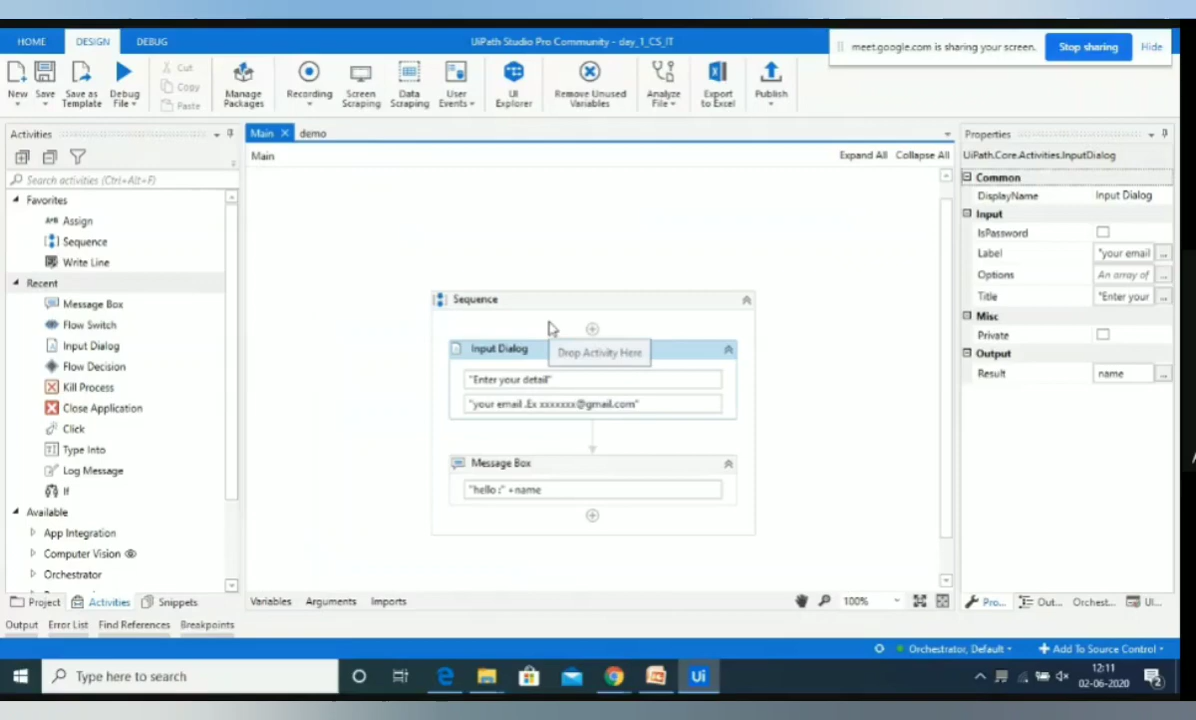 HOME DESIGN DEBUG
UiPath Studio Pro Community - day_1_CS_IT
meet.google.com is sharing your screen. Stop sharing Hide
New Save Save as Template Debug File
Cut
Copy
Paste
Manage Packages Recording Screen Scraping Data Scraping User Events UI Explorer Remove Unused Variables Analyze File Export to Excel Publish
Activities
Search activities (Ctrl+Alt+F)
Favorites
Assign
Sequence
Write Line
Recent
Message Box
Flow Switch
Input Dialog
Flow Decision
Kill Process
Close Application
Click
Type Into
Log Message
If
Available
App Integration
Computer Vision
Orchestrator
Project Activities Snippets
Main demo
Main Expand All Collapse All
Sequence
Input Dialog
Drop Activity Here
"Enter your detail"
"your email .Ex xxxxxxx@gmail.com"
Message Box
"hello :" +name
Variables Arguments Imports 100%
Properties
UiPath.Core.Activities.InputDialog
Common
DisplayName Input Dialog
Input
IsPassword
Label "your email ...
Options An array of ...
Title "Enter your ...
Misc
Private
Output
Result name ...
Pro... Out... Orchest... UI...
Output Error List Find References Breakpoints
Orchestrator, Default Add To Source Control
Type here to search
Ui
12:11
02-06-2020
2